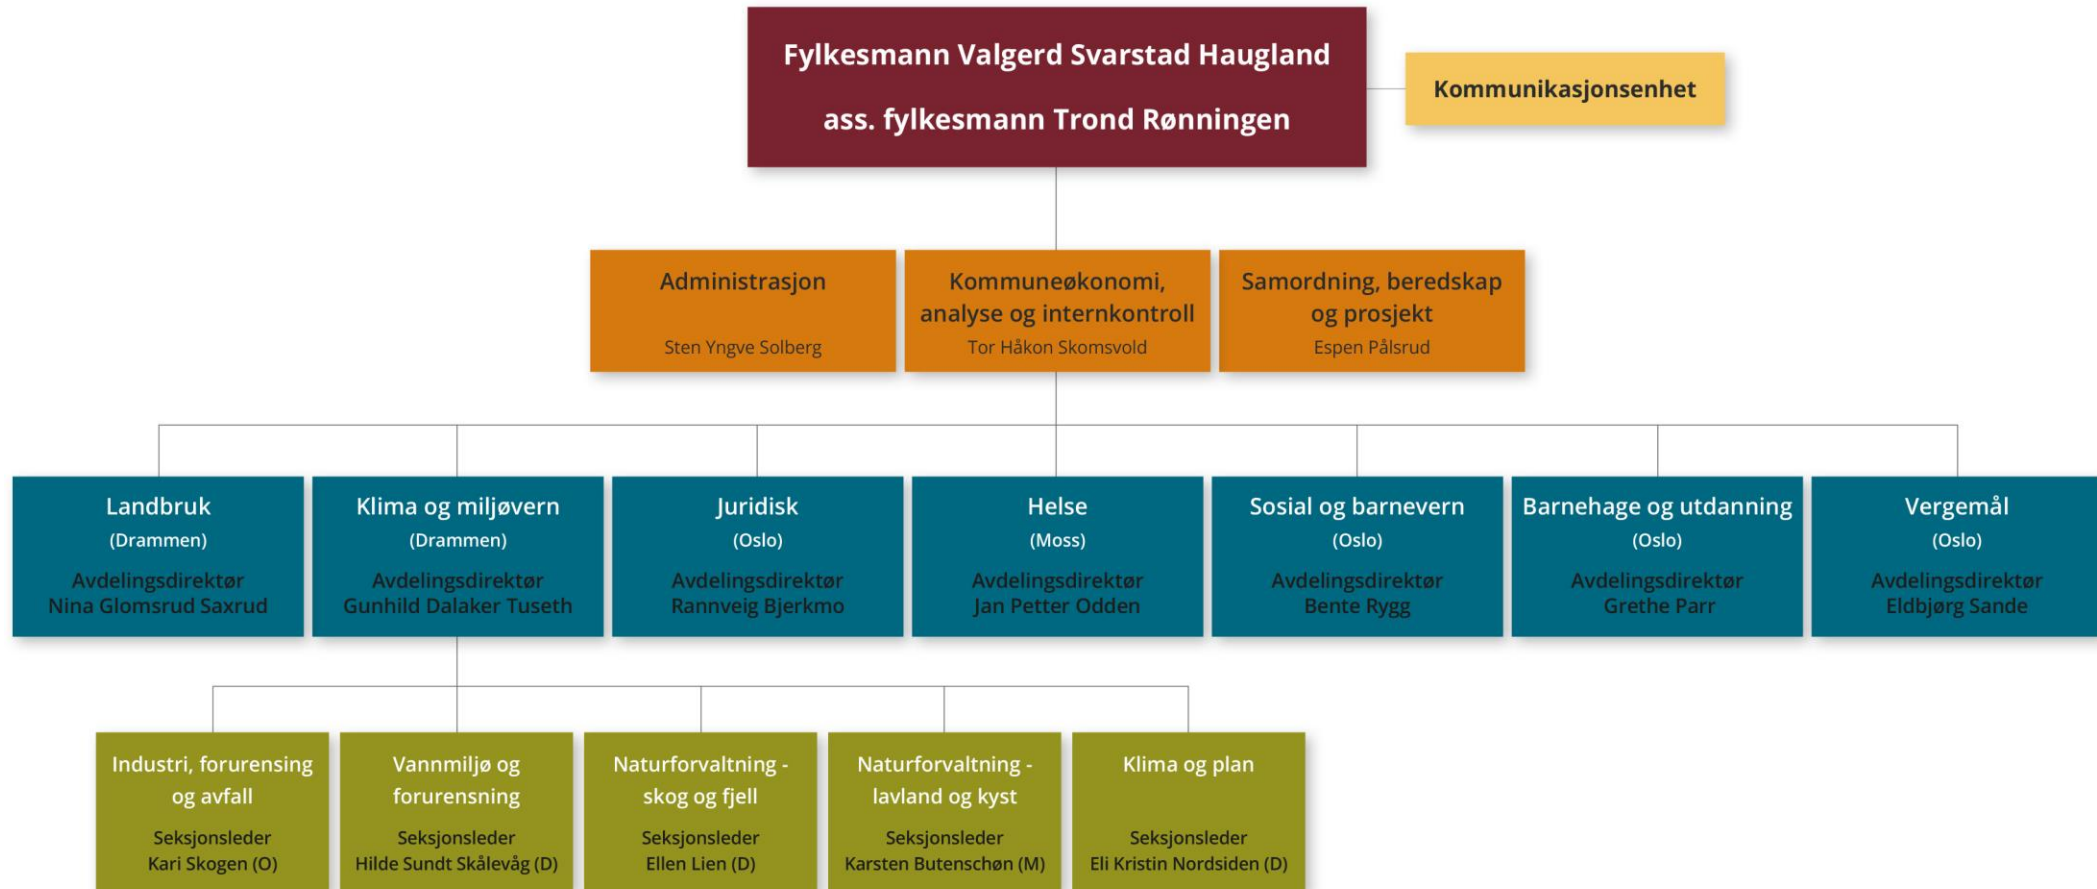 Fylkesmann Valgerd Svarstad Haugland
ass. fylkesmann Trond Rønningen
Kommunikasjonsenhet
Administrasjon
Sten Yngve Solberg
Kommuneøkonomi,
analyse og internkontroll
Tor Håkon Skomsvold
Samordning, beredskap
og prosjekt
Espen Pålsrud
Landbruk
(Drammen)
Avdelingsdirektør
Nina Glomsrud Saxrud
Klima og miljøvern
(Drammen)
Avdelingsdirektør
Gunhild Dalaker Tuseth
Juridisk
(Oslo)
Avdelingsdirektør
Rannveig Bjerkmo
Helse
(Moss)
Avdelingsdirektør
Jan Petter Odden
Sosial og barnevern
(Oslo)
Avdelingsdirektør
Bente Rygg
Barnehage og utdanning
(Oslo)
Avdelingsdirektør
Grethe Parr
Vergemål
(Oslo)
Avdelingsdirektør
Eldbjørg Sande
Industri, forurensing
og avfall
Seksjonsleder
Kari Skogen (O)
Vannmiljø og
forurensning
Seksjonsleder
Hilde Sundt Skålevåg (D)
Naturforvaltning -
skog og fjell
Seksjonsleder
Ellen Lien (D)
Naturforvaltning -
lavland og kyst
Seksjonsleder
Karsten Butenschøn (M)
Klima og plan
Seksjonsleder
Eli Kristin Nordsiden (D)